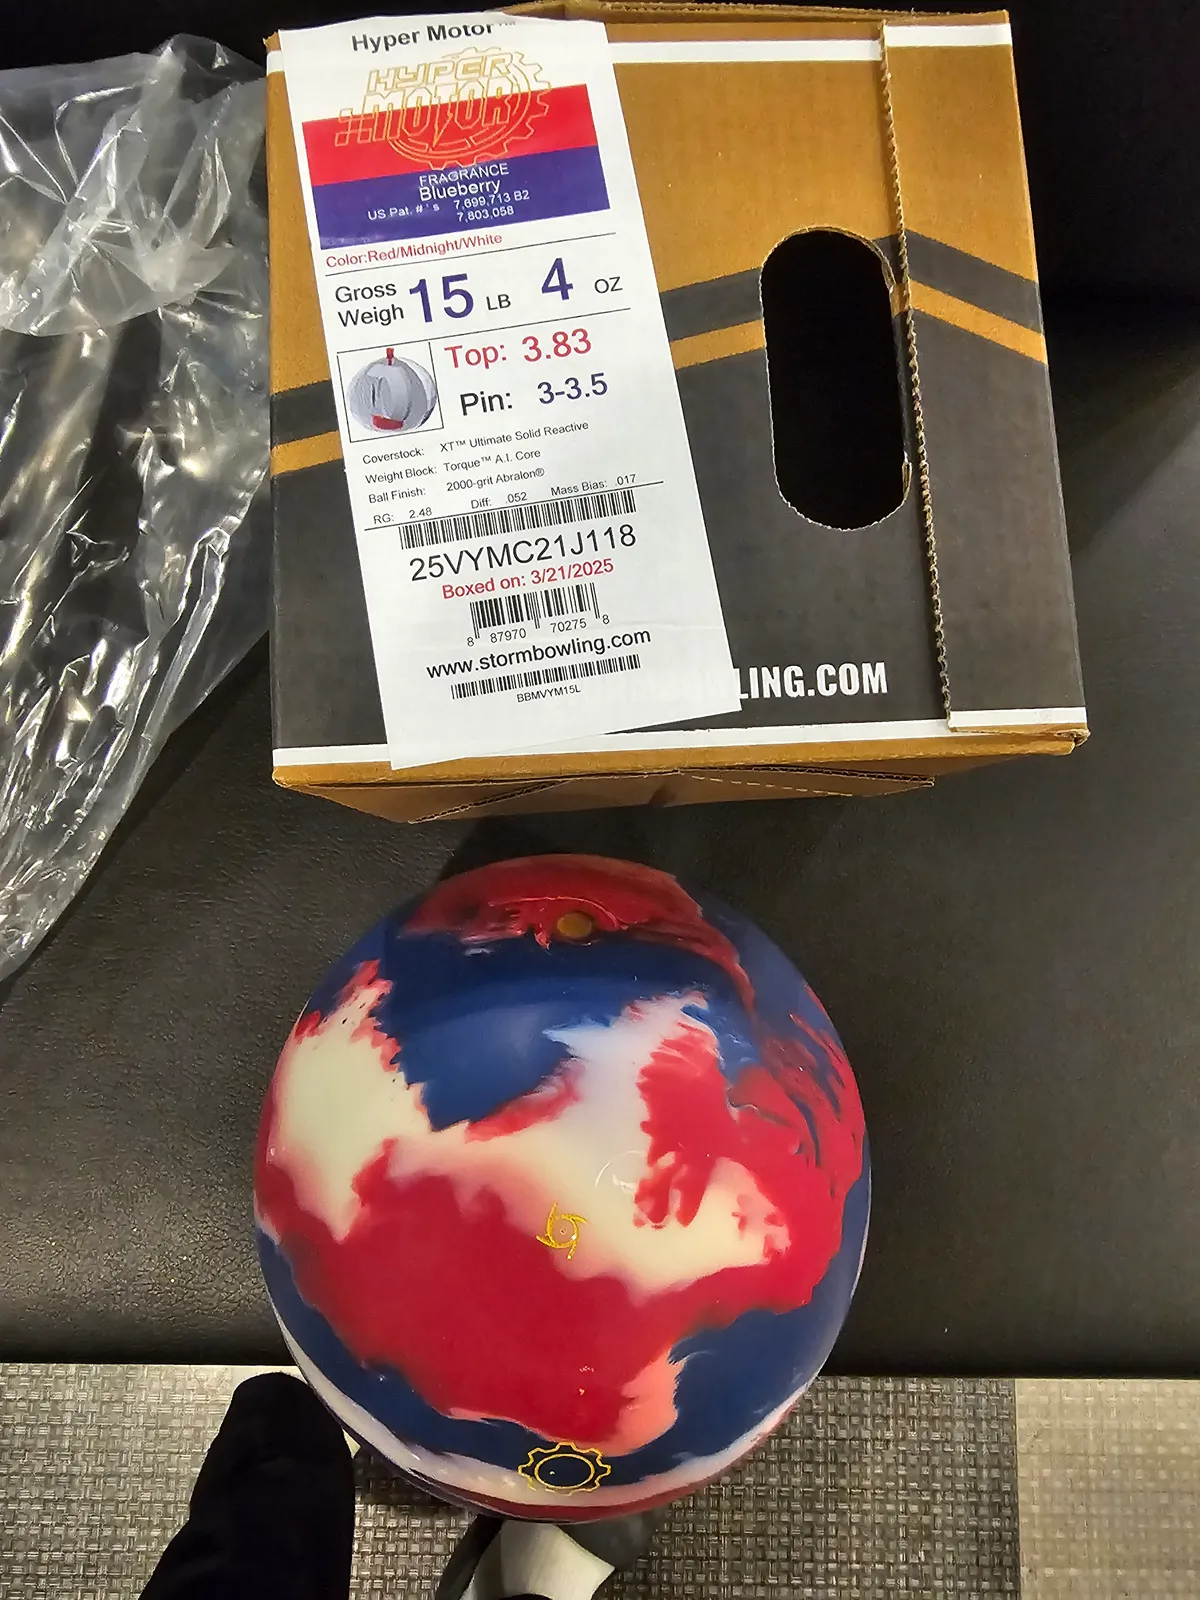 Hyper Motor™
HYPER
MOTOR
FRAGRANCE
Blueberry
US Pat. # ' s 7,699,713 B2
7,803,058
Color:Red/Midnight/White
Gross
Weigh 15 LB 4 OZ
Top: 3.83
Pin: 3-3.5
Coverstock: XT™ Ultimate Solid Reactive
Weight Block: Torque™ A.I. Core
Ball Finish: 2000-grit Abralon®
RG: 2.48 Diff: .052 Mass Bias: .017
25VYMC21J118
Boxed on: 3/21/2025
8 87970 70275 8
www.stormbowling.com
BBMVYM15L
LING.COM